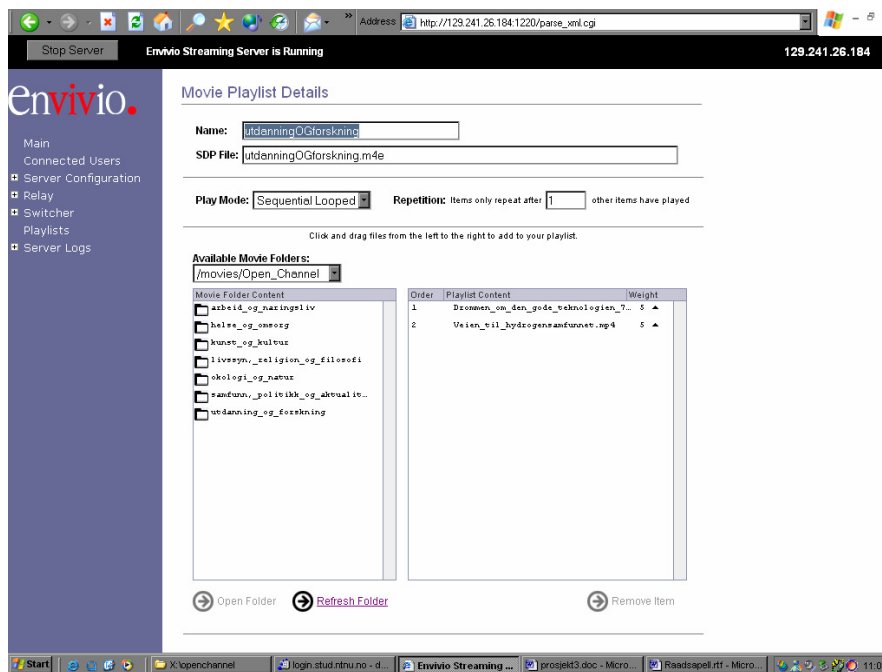 Address http://129.241.26.184:1220/parse_xml.cgi
Stop Server Envivio Streaming Server is Running 129.241.26.184
envivio.
Main
Connected Users
Server Configuration
Relay
Switcher
Playlists
Server Logs
Movie Playlist Details
Name: utdanningOGforskning
SDP File: utdanningOGforskning.m4e
Play Mode: Sequential Looped Repetition: Items only repeat after 1 other items have played
Click and drag files from the left to the right to add to your playlist.
Available Movie Folders:
/movies/Open_Channel
Movie Folder Content
arbeid_og_naringsliv
helse_og_omsorg
kunst_og_kultur
livssyn,_religion_og_filosofi
okologi_og_natur
samfunn,_politikk_og_aktualit...
utdanning_og_forskning
Order Playlist Content Weight
1 Drommen_om_den_gode_teknologien_7... 5
2 Veien_til_hydrogensamfunnet.mp4 5
Open Folder Refresh Folder Remove Item
Start X:\openchannel login.stud.ntnu.no - d... Envivio Streaming ... prosjekt3.doc - Micro... Raadsapell.rtf - Micro...